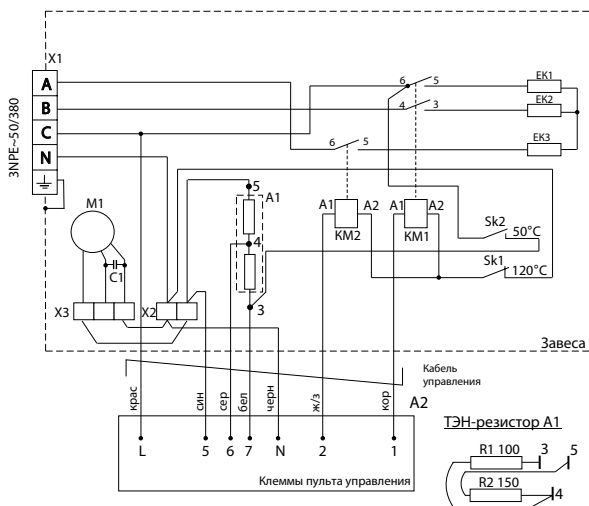 X1
3NPE~50/380
A
B
C
N
6 5
4 3
6 5
EK1
EK2
EK3
5
A1
4
3
A1 A2
KM2
A1 A2
KM1
Sk2
50°C
Sk1
120°C
M1
C1
X3
X2
Завеса
Кабель
управления
крас
син
сер
бел
черн
ж/з
кор
A2
L 5 6 7 N 2 1
Клеммы пульта управления
ТЭН-резистор A1
R1 100
3
5
R2 150
4